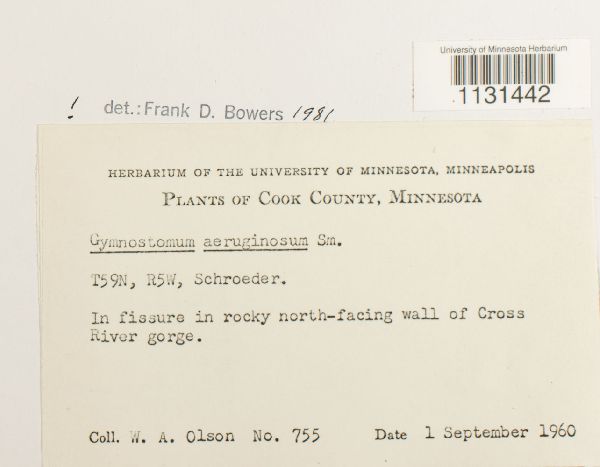 University of Minnesota Herbarium
1131442
! det.: Frank D. Bowers 1981
HERBARIUM OF THE UNIVERSITY OF MINNESOTA, MINNEAPOLIS
PLANTS OF COOK COUNTY, MINNESOTA
Gymnostomum aeruginosum Sm.
T59N, R5W, Schroeder.
In fissure in rocky north-facing wall of Cross
River gorge.
Coll. W. A. Olson No. 755 Date 1 September 1960